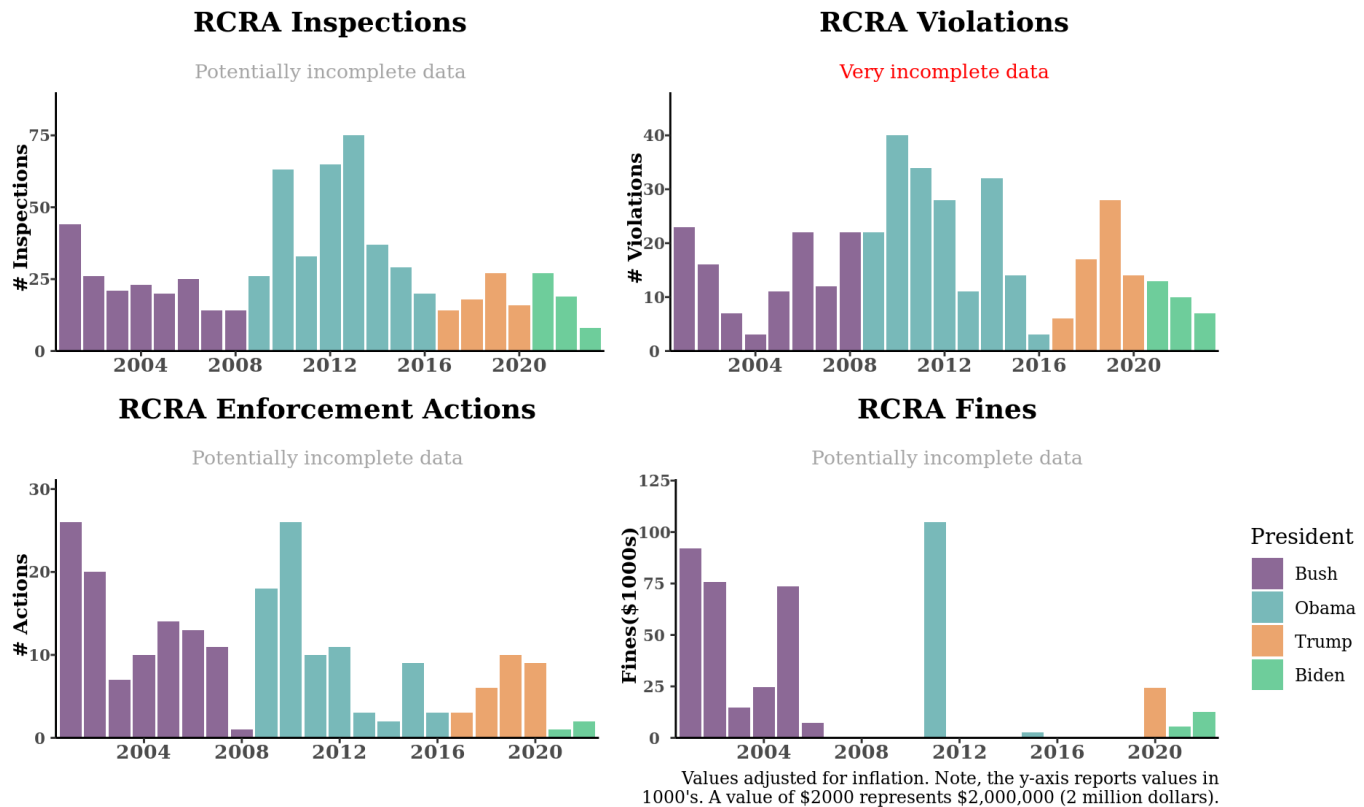 RCRA Inspections
Potentially incomplete data
# Inspections
75
50
25
0
2004
2008
2012
2016
2020
RCRA Violations
Very incomplete data
# Violations
40
30
20
10
0
2004
2008
2012
2016
2020
RCRA Enforcement Actions
Potentially incomplete data
# Actions
30
20
10
0
2004
2008
2012
2016
2020
RCRA Fines
Potentially incomplete data
Fines($1000s)
125
100
75
50
25
0
2004
2008
2012
2016
2020
Values adjusted for inflation. Note, the y-axis reports values in
1000's. A value of $2000 represents $2,000,000 (2 million dollars).
President
Bush
Obama
Trump
Biden